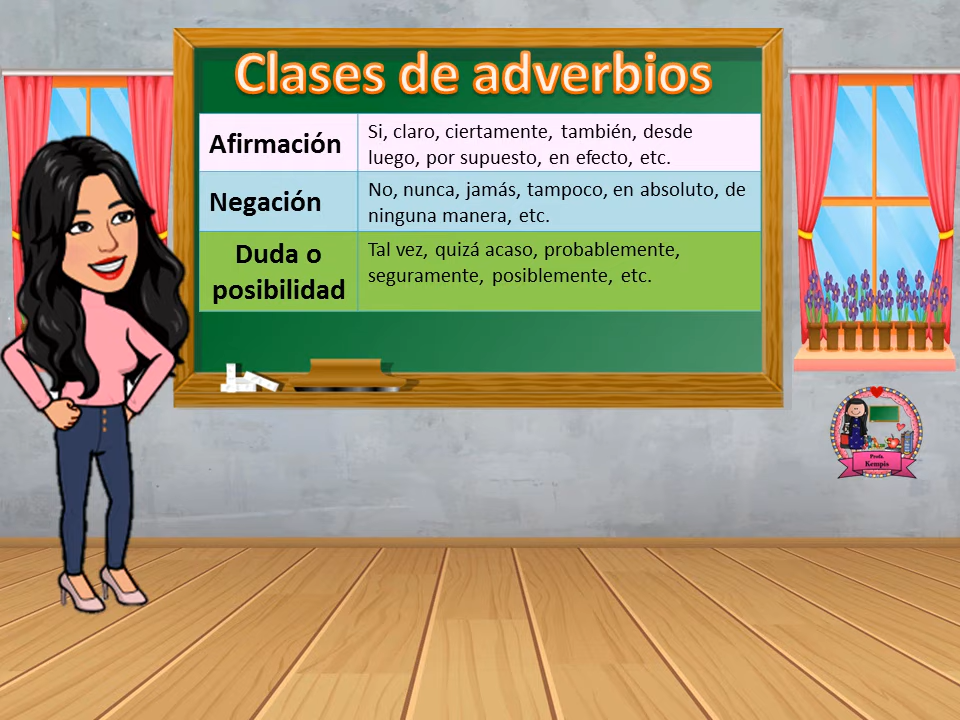 Clases de adverbios
Afirmación
Si, claro, ciertamente, también, desde
luego, por supuesto, en efecto, etc.
Negación
No, nunca, jamás, tampoco, en absoluto, de
ninguna manera, etc.
Duda o
posibilidad
Tal vez, quizá acaso, probablemente,
seguramente, posiblemente, etc.
Profa.
Kempis